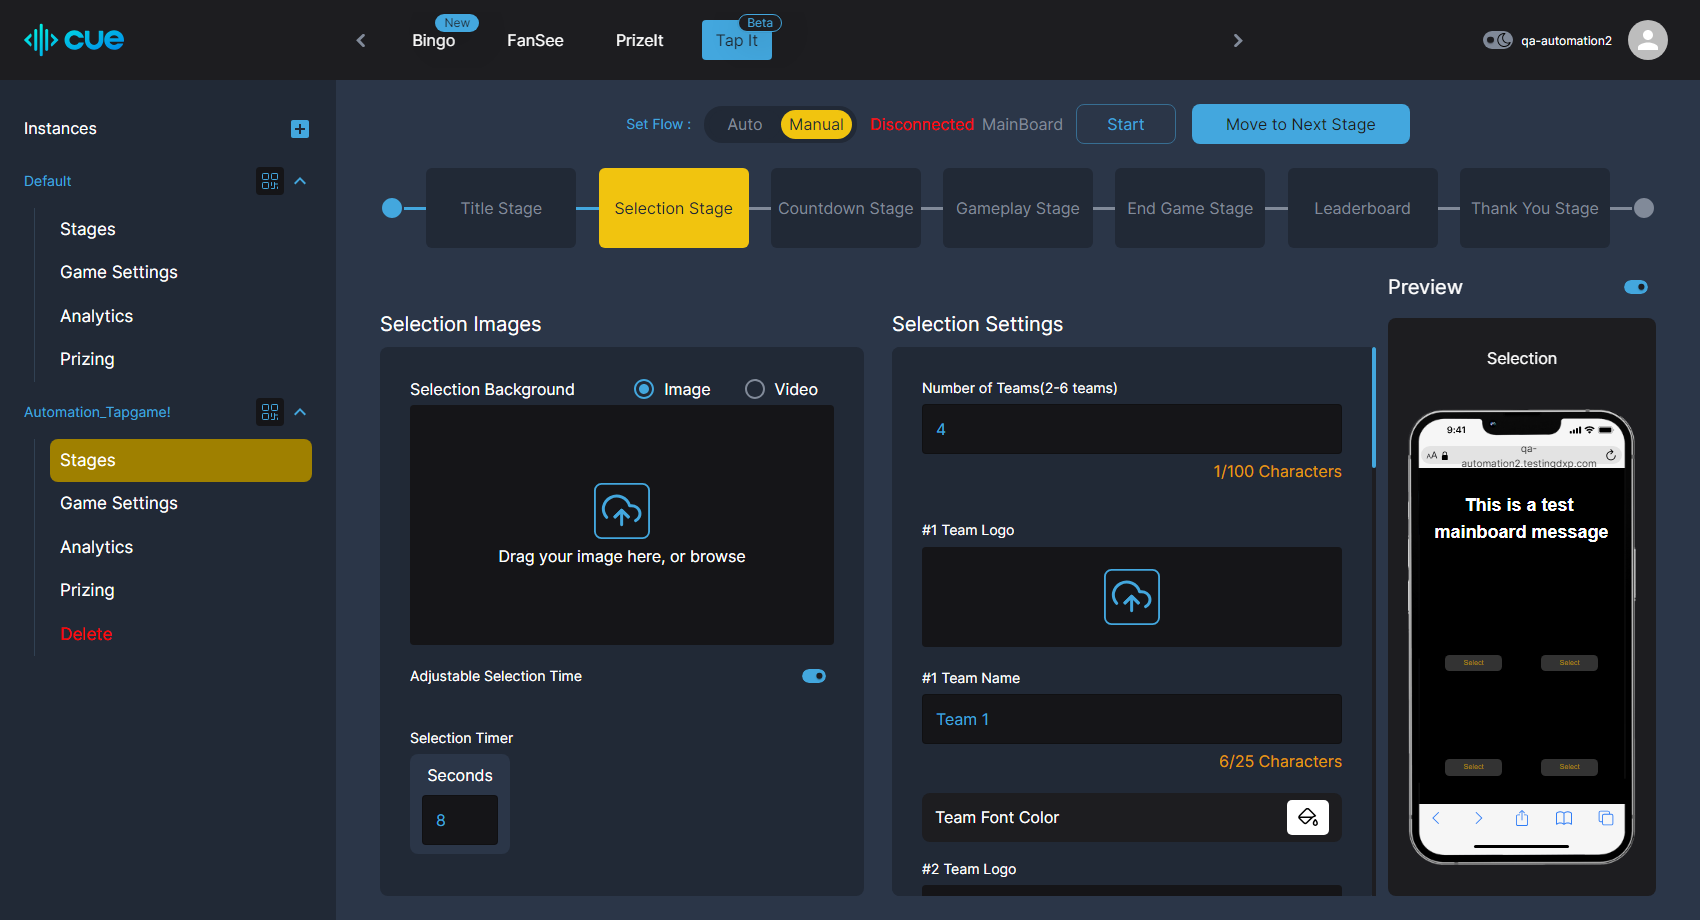 cue
New
Bingo
FanSee
PrizeIt
Beta
Tap It
qa-automation2
Instances
Default
Stages
Game Settings
Analytics
Prizing
Automation_Tapgame!
Stages
Game Settings
Analytics
Prizing
Delete
Set Flow :
Auto
Manual
Disconnected MainBoard
Start
Move to Next Stage
Title Stage
Selection Stage
Countdown Stage
Gameplay Stage
End Game Stage
Leaderboard
Thank You Stage
Selection Images
Selection Background
Image
Video
Drag your image here, or browse
Adjustable Selection Time
Selection Timer
Seconds
8
Selection Settings
Number of Teams(2-6 teams)
4
1/100 Characters
#1 Team Logo
#1 Team Name
Team 1
6/25 Characters
Team Font Color
#2 Team Logo
Preview
Selection
9:41
AA
qa-
automation2.testingdxp.com
This is a test
mainboard message
Select
Select
Select
Select